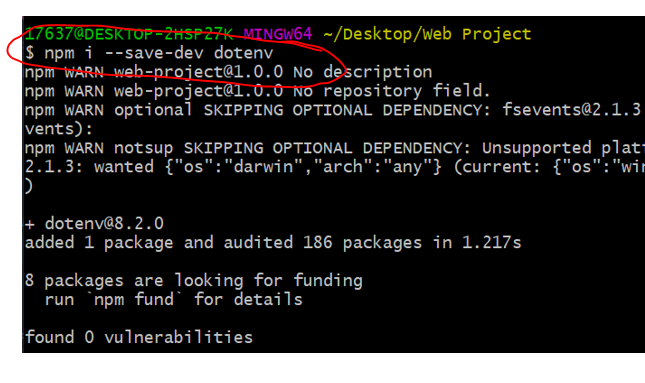 17637@DESKTOP-2HSP27K MINGW64 ~/Desktop/Web Project
$ npm i --save-dev dotenv
npm WARN web-project@1.0.0 No description
npm WARN web-project@1.0.0 No repository field.
npm WARN optional SKIPPING OPTIONAL DEPENDENCY: fsevents@2.1.3
vents):
npm WARN notsup SKIPPING OPTIONAL DEPENDENCY: Unsupported plat
2.1.3: wanted {"os":"darwin","arch":"any"} (current: {"os":"wi
)
+ dotenv@8.2.0
added 1 package and audited 186 packages in 1.217s
8 packages are looking for funding
run `npm fund` for details
found 0 vulnerabilities